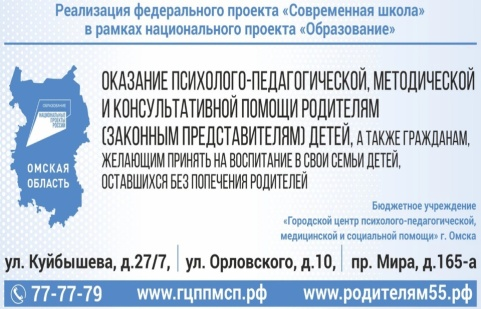 Реализация федерального проекта «Современная школа»
в рамках национального проекта «Образование»
ОКАЗАНИЕ ПСИХОЛОГО-ПЕДАГОГИЧЕСКОЙ, МЕТОДИЧЕСКОЙ
И КОНСУЛЬТАТИВНОЙ ПОМОЩИ РОДИТЕЛЯМ
(ЗАКОННЫМ ПРЕДСТАВИТЕЛЯМ) ДЕТЕЙ, А ТАКЖЕ ГРАЖДАНАМ,
ЖЕЛАЮЩИМ ПРИНЯТЬ НА ВОСПИТАНИЕ В СВОИ СЕМЬИ ДЕТЕЙ,
ОСТАВШИХСЯ БЕЗ ПОПЕЧЕНИЯ РОДИТЕЛЕЙ
ОБРАЗОВАНИЕ
НАЦИОНАЛЬНЫЕ
ПРОЕКТЫ
РОССИИ
ОМСКАЯ
ОБЛАСТЬ
Бюджетное учреждение
«Городской центр психолого-педагогической,
медицинской и социальной помощи» г. Омска
ул. Куйбышева, д.27/7, ул. Орловского, д.10, пр. Мира, д.165-а
77-77-79 www.гцппмсп.рф www.родителям55.рф